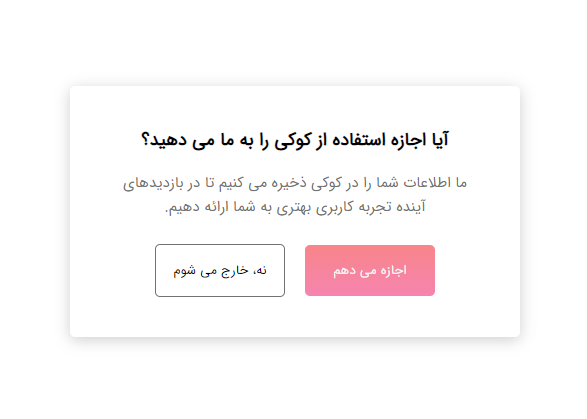 آیا اجازه استفاده از کوکی را به ما می دهید؟
ما اطلاعات شما را در کوکی ذخیره می کنیم تا در بازدیدهای
آینده تجربه کاربری بهتری به شما ارائه دهیم.
اجازه می دهم
نه، خارج می شوم